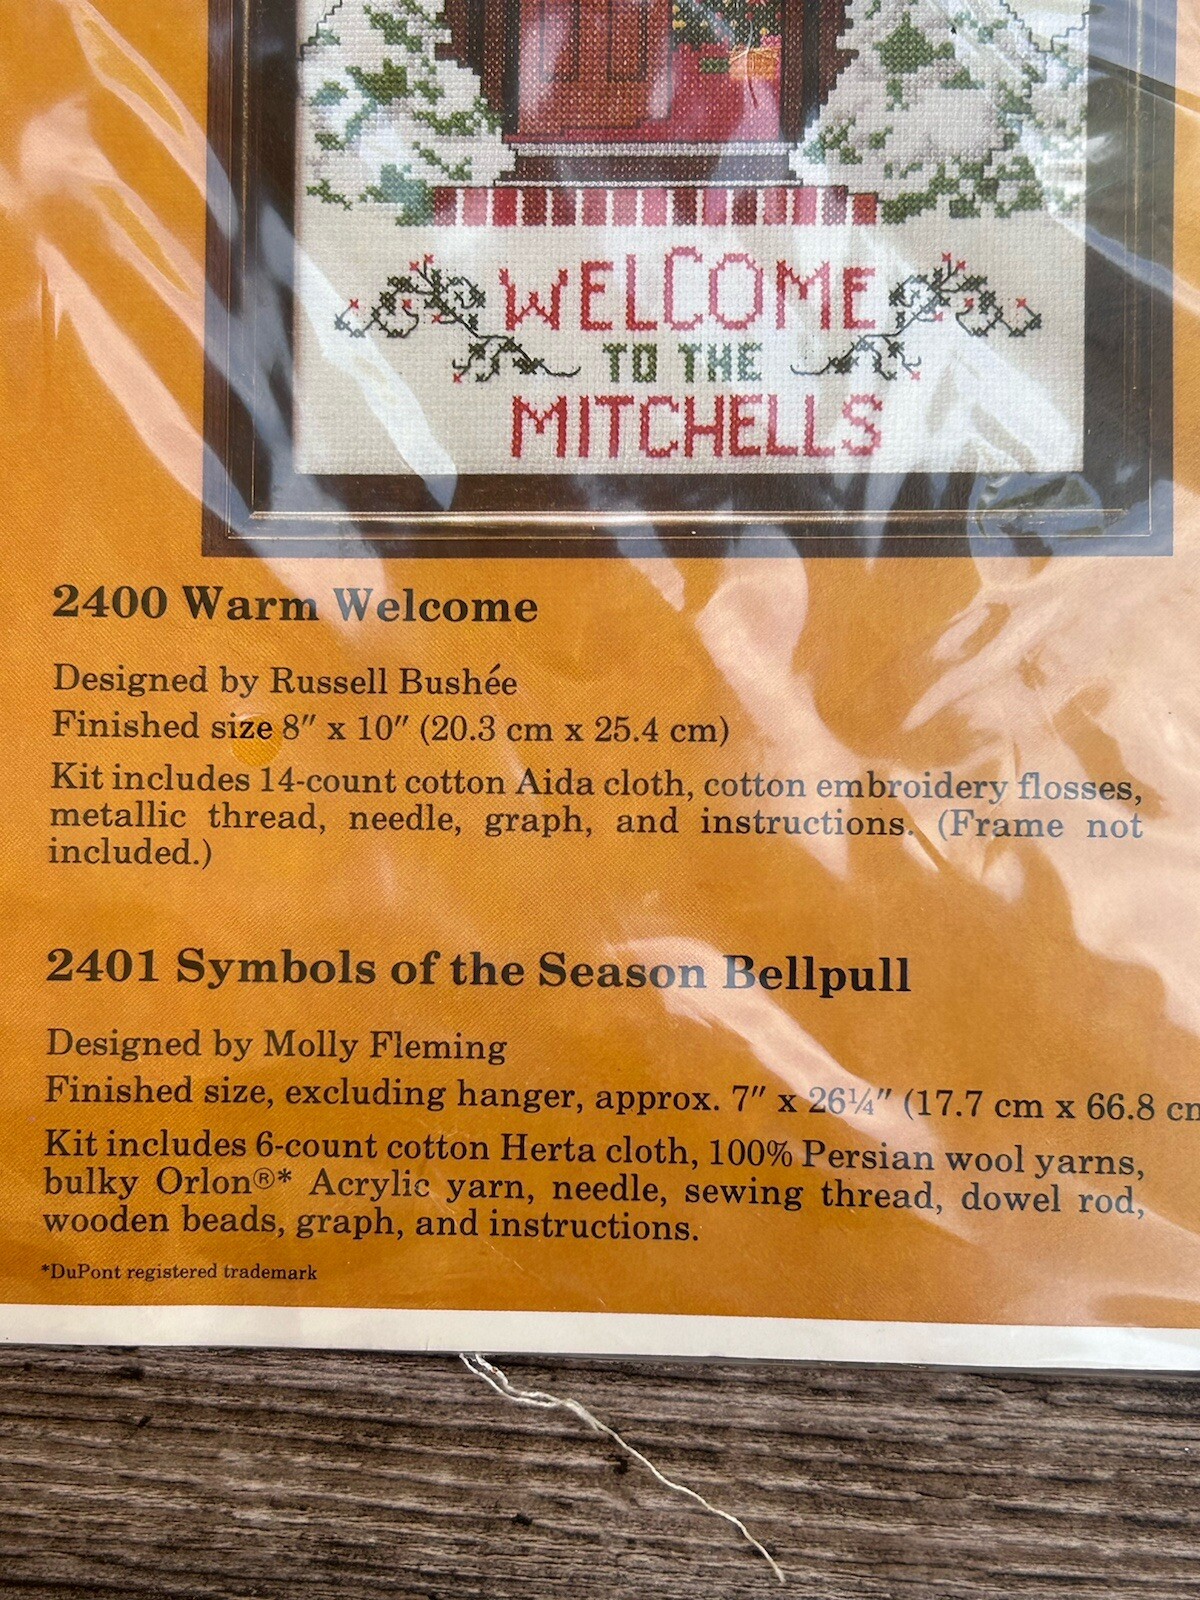 WELCOME
TO THE
MITCHELLS
2400 Warm Welcome
Designed by Russell Bushée
Finished size 8″ x 10″ (20.3 cm x 25.4 cm)
Kit includes 14-count cotton Aida cloth, cotton embroidery flosses,
metallic thread, needle, graph, and instructions. (Frame not
included.)
2401 Symbols of the Season Bellpull
Designed by Molly Fleming
Finished size, excluding hanger, approx. 7″ x 26¼″ (17.7 cm x 66.8 cm
Kit includes 6-count cotton Herta cloth, 100% Persian wool yarns,
bulky Orlon®* Acrylic yarn, needle, sewing thread, dowel rod,
wooden beads, graph, and instructions.
*DuPont registered trademark